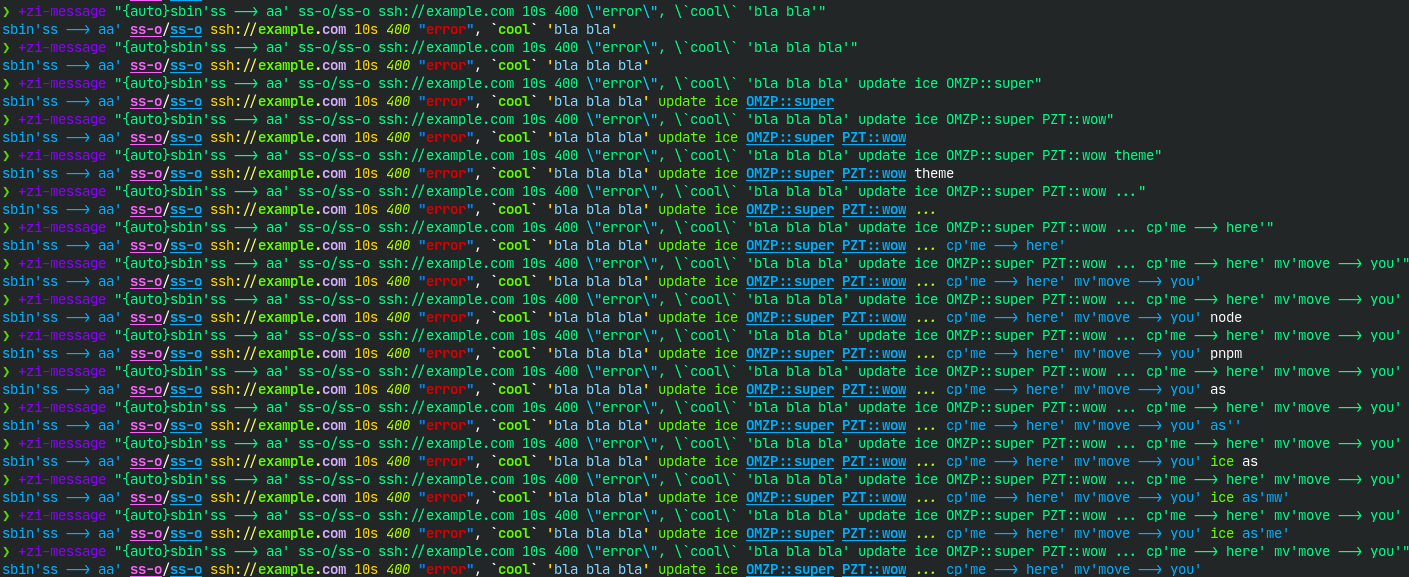 ❯ +zi-message "{auto}sbin'ss —> aa' ss-o/ss-o ssh://example.com 10s 400 \"error\", \`cool\` 'bla bla'"
sbin'ss —> aa' ss-o/ss-o ssh://example.com 10s 400 "error", `cool` 'bla bla'
❯ +zi-message "{auto}sbin'ss —> aa' ss-o/ss-o ssh://example.com 10s 400 \"error\", \`cool\` 'bla bla bla'"
sbin'ss —> aa' ss-o/ss-o ssh://example.com 10s 400 "error", `cool` 'bla bla bla'
❯ +zi-message "{auto}sbin'ss —> aa' ss-o/ss-o ssh://example.com 10s 400 \"error\", \`cool\` 'bla bla bla' update ice OMZP::super"
sbin'ss —> aa' ss-o/ss-o ssh://example.com 10s 400 "error", `cool` 'bla bla bla' update ice OMZP::super
❯ +zi-message "{auto}sbin'ss —> aa' ss-o/ss-o ssh://example.com 10s 400 \"error\", \`cool\` 'bla bla bla' update ice OMZP::super PZT::wow"
sbin'ss —> aa' ss-o/ss-o ssh://example.com 10s 400 "error", `cool` 'bla bla bla' update ice OMZP::super PZT::wow
❯ +zi-message "{auto}sbin'ss —> aa' ss-o/ss-o ssh://example.com 10s 400 \"error\", \`cool\` 'bla bla bla' update ice OMZP::super PZT::wow theme"
sbin'ss —> aa' ss-o/ss-o ssh://example.com 10s 400 "error", `cool` 'bla bla bla' update ice OMZP::super PZT::wow theme
❯ +zi-message "{auto}sbin'ss —> aa' ss-o/ss-o ssh://example.com 10s 400 \"error\", \`cool\` 'bla bla bla' update ice OMZP::super PZT::wow ..."
sbin'ss —> aa' ss-o/ss-o ssh://example.com 10s 400 "error", `cool` 'bla bla bla' update ice OMZP::super PZT::wow ...
❯ +zi-message "{auto}sbin'ss —> aa' ss-o/ss-o ssh://example.com 10s 400 \"error\", \`cool\` 'bla bla bla' update ice OMZP::super PZT::wow ... cp'me —> here'"
sbin'ss —> aa' ss-o/ss-o ssh://example.com 10s 400 "error", `cool` 'bla bla bla' update ice OMZP::super PZT::wow ... cp'me —> here'
❯ +zi-message "{auto}sbin'ss —> aa' ss-o/ss-o ssh://example.com 10s 400 \"error\", \`cool\` 'bla bla bla' update ice OMZP::super PZT::wow ... cp'me —> here' mv'move —> you'"
sbin'ss —> aa' ss-o/ss-o ssh://example.com 10s 400 "error", `cool` 'bla bla bla' update ice OMZP::super PZT::wow ... cp'me —> here' mv'move —> you'
❯ +zi-message "{auto}sbin'ss —> aa' ss-o/ss-o ssh://example.com 10s 400 \"error\", \`cool\` 'bla bla bla' update ice OMZP::super PZT::wow ... cp'me —> here' mv'move —> you'
sbin'ss —> aa' ss-o/ss-o ssh://example.com 10s 400 "error", `cool` 'bla bla bla' update ice OMZP::super PZT::wow ... cp'me —> here' mv'move —> you' node
❯ +zi-message "{auto}sbin'ss —> aa' ss-o/ss-o ssh://example.com 10s 400 \"error\", \`cool\` 'bla bla bla' update ice OMZP::super PZT::wow ... cp'me —> here' mv'move —> you'
sbin'ss —> aa' ss-o/ss-o ssh://example.com 10s 400 "error", `cool` 'bla bla bla' update ice OMZP::super PZT::wow ... cp'me —> here' mv'move —> you' pnpm
❯ +zi-message "{auto}sbin'ss —> aa' ss-o/ss-o ssh://example.com 10s 400 \"error\", \`cool\` 'bla bla bla' update ice OMZP::super PZT::wow ... cp'me —> here' mv'move —> you'
sbin'ss —> aa' ss-o/ss-o ssh://example.com 10s 400 "error", `cool` 'bla bla bla' update ice OMZP::super PZT::wow ... cp'me —> here' mv'move —> you' as
❯ +zi-message "{auto}sbin'ss —> aa' ss-o/ss-o ssh://example.com 10s 400 \"error\", \`cool\` 'bla bla bla' update ice OMZP::super PZT::wow ... cp'me —> here' mv'move —> you'
sbin'ss —> aa' ss-o/ss-o ssh://example.com 10s 400 "error", `cool` 'bla bla bla' update ice OMZP::super PZT::wow ... cp'me —> here' mv'move —> you' as''
❯ +zi-message "{auto}sbin'ss —> aa' ss-o/ss-o ssh://example.com 10s 400 \"error\", \`cool\` 'bla bla bla' update ice OMZP::super PZT::wow ... cp'me —> here' mv'move —> you'
sbin'ss —> aa' ss-o/ss-o ssh://example.com 10s 400 "error", `cool` 'bla bla bla' update ice OMZP::super PZT::wow ... cp'me —> here' mv'move —> you' ice as
❯ +zi-message "{auto}sbin'ss —> aa' ss-o/ss-o ssh://example.com 10s 400 \"error\", \`cool\` 'bla bla bla' update ice OMZP::super PZT::wow ... cp'me —> here' mv'move —> you'
sbin'ss —> aa' ss-o/ss-o ssh://example.com 10s 400 "error", `cool` 'bla bla bla' update ice OMZP::super PZT::wow ... cp'me —> here' mv'move —> you' ice as'mw'
❯ +zi-message "{auto}sbin'ss —> aa' ss-o/ss-o ssh://example.com 10s 400 \"error\", \`cool\` 'bla bla bla' update ice OMZP::super PZT::wow ... cp'me —> here' mv'move —> you'
sbin'ss —> aa' ss-o/ss-o ssh://example.com 10s 400 "error", `cool` 'bla bla bla' update ice OMZP::super PZT::wow ... cp'me —> here' mv'move —> you' ice as'me'
❯ +zi-message "{auto}sbin'ss —> aa' ss-o/ss-o ssh://example.com 10s 400 \"error\", \`cool\` 'bla bla bla' update ice OMZP::super PZT::wow ... cp'me —> here' mv'move —> you'"
sbin'ss —> aa' ss-o/ss-o ssh://example.com 10s 400 "error", `cool` 'bla bla bla' update ice OMZP::super PZT::wow ... cp'me —> here' mv'move —> you'